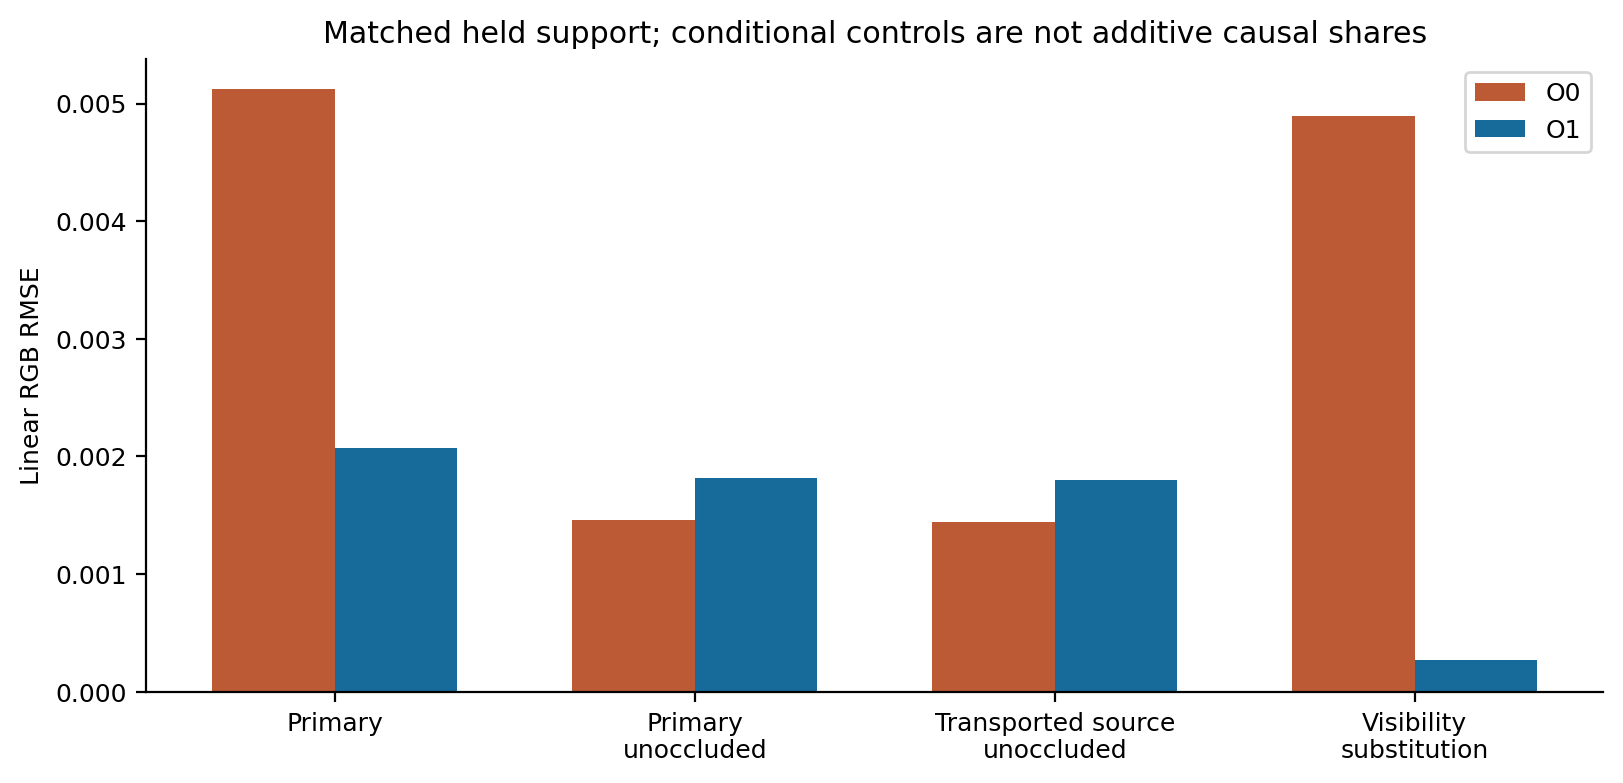 Matched held support; conditional controls are not additive causal shares
O0
O1
Linear RGB RMSE
0.005
0.004
0.003
0.002
0.001
0.000
Primary
Primary
unoccluded
Transported source
unoccluded
Visibility
substitution